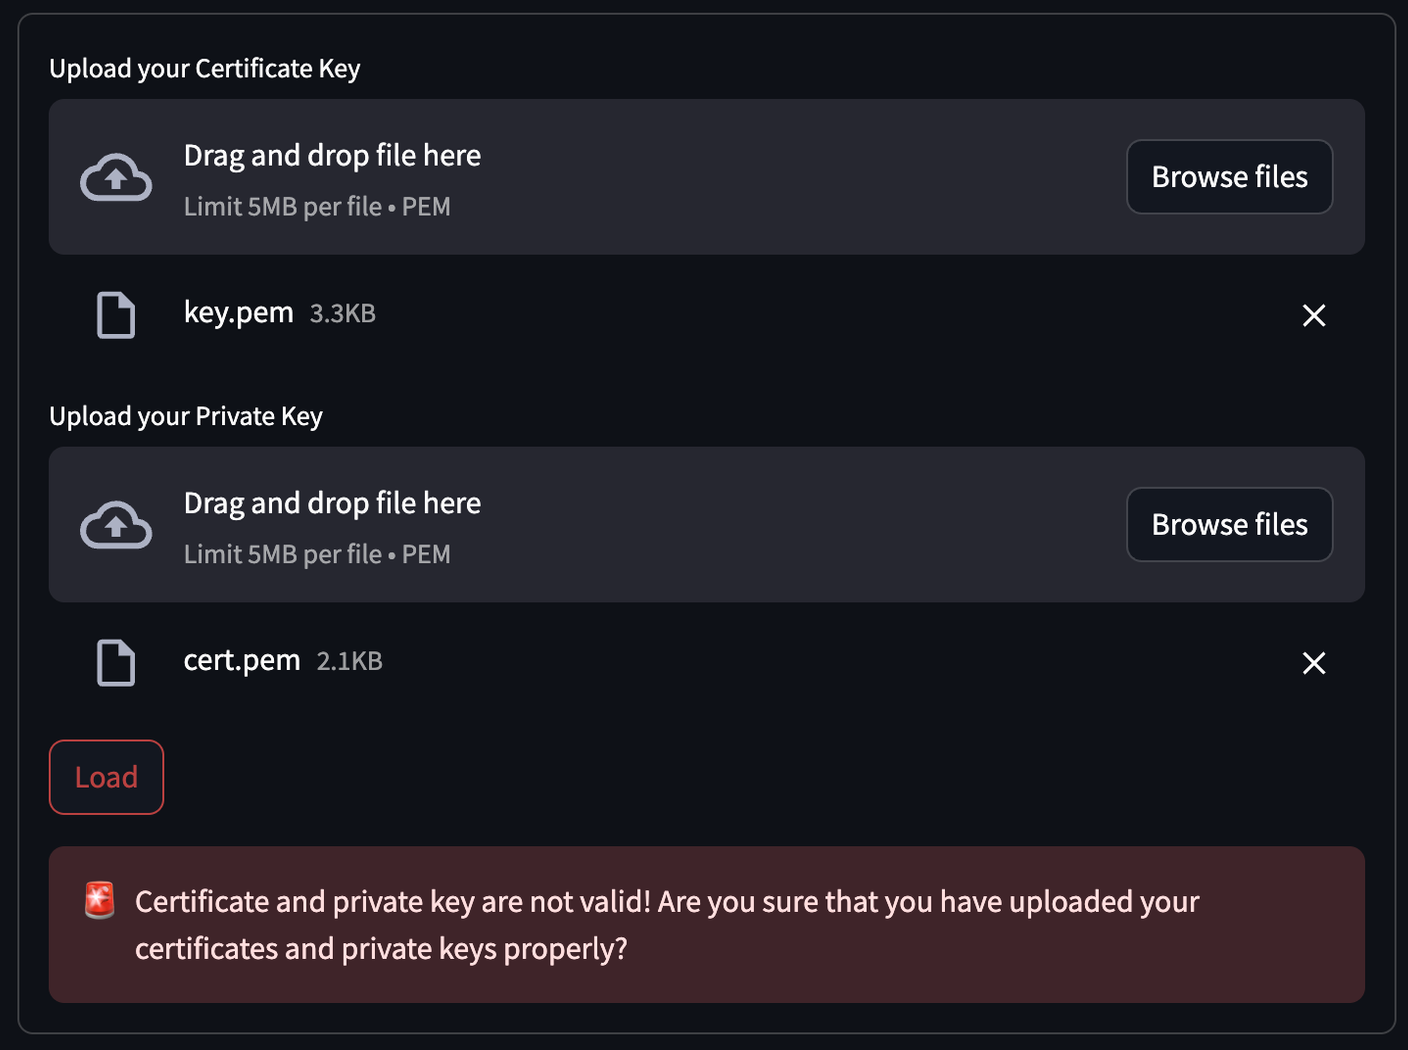 Upload your Certificate Key
Drag and drop file here
Limit 5MB per file • PEM
Browse files
key.pem 3.3KB
Upload your Private Key
Drag and drop file here
Limit 5MB per file • PEM
Browse files
cert.pem 2.1KB
Load
Certificate and private key are not valid! Are you sure that you have uploaded your
certificates and private keys properly?